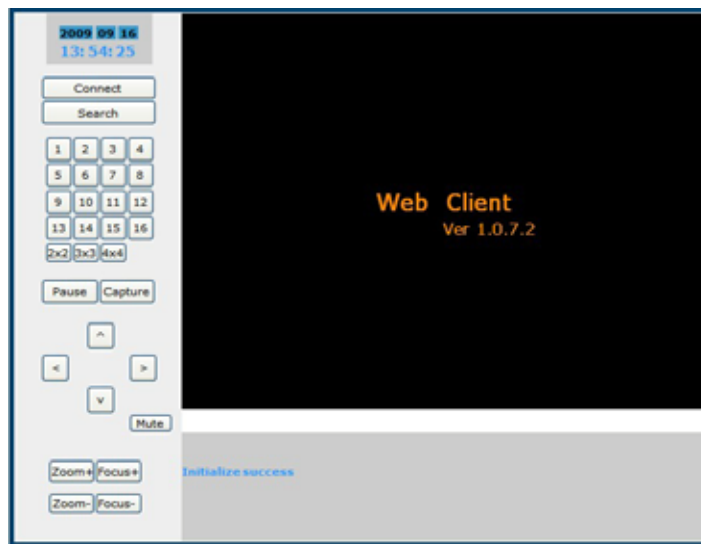 2009 09 16
13:54:25
Connect
Search
1 2 3 4
5 6 7 8
9 10 11 12
13 14 15 16
2x2 3x3 4x4
Pause Capture
^
< >
v
Mute
Zoom+ Focus+
Zoom- Focus-
Web Client
Ver 1.0.7.2
Initialize success